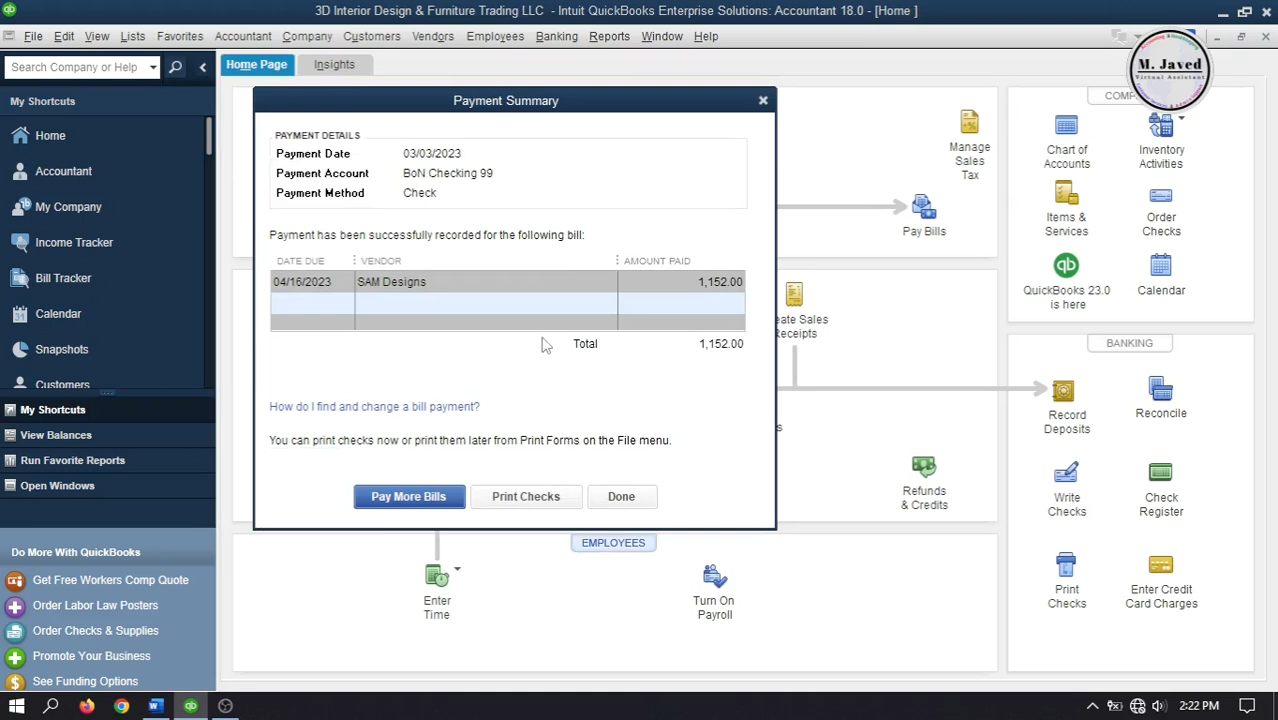 3D Interior Design & Furniture Trading LLC - Intuit QuickBooks Enterprise Solutions: Accountant 18.0 - [Home ]
File Edit View Lists Favorites Accountant Company Customers Vendors Employees Banking Reports Window Help
Search Company or Help
Home Page
Insights
M. Javed
Virtual Assistant
My Shortcuts
Home
Accountant
My Company
Income Tracker
Bill Tracker
Calendar
Snapshots
Customers
My Shortcuts
View Balances
Run Favorite Reports
Open Windows
Do More With QuickBooks
Get Free Workers Comp Quote
Order Labor Law Posters
Order Checks & Supplies
Promote Your Business
See Funding Options
Payment Summary
PAYMENT DETAILS
Payment Date 03/03/2023
Payment Account BoN Checking 99
Payment Method Check
Payment has been successfully recorded for the following bill:
DATE DUE VENDOR AMOUNT PAID
04/16/2023 SAM Designs 1,152.00
Total 1,152.00
How do I find and change a bill payment?
You can print checks now or print them later from Print Forms on the File menu.
Pay More Bills
Print Checks
Done
Manage
Sales
Tax
Pay Bills
eate Sales
Receipts
Refunds
& Credits
EMPLOYEES
Enter
Time
Turn On
Payroll
COMP
Chart of
Accounts
Inventory
Activities
Items &
Services
Order
Checks
QuickBooks 23.0
is here
Calendar
BANKING
Record
Deposits
Reconcile
Write
Checks
Check
Register
Print
Checks
Enter Credit
Card Charges
2:22 PM